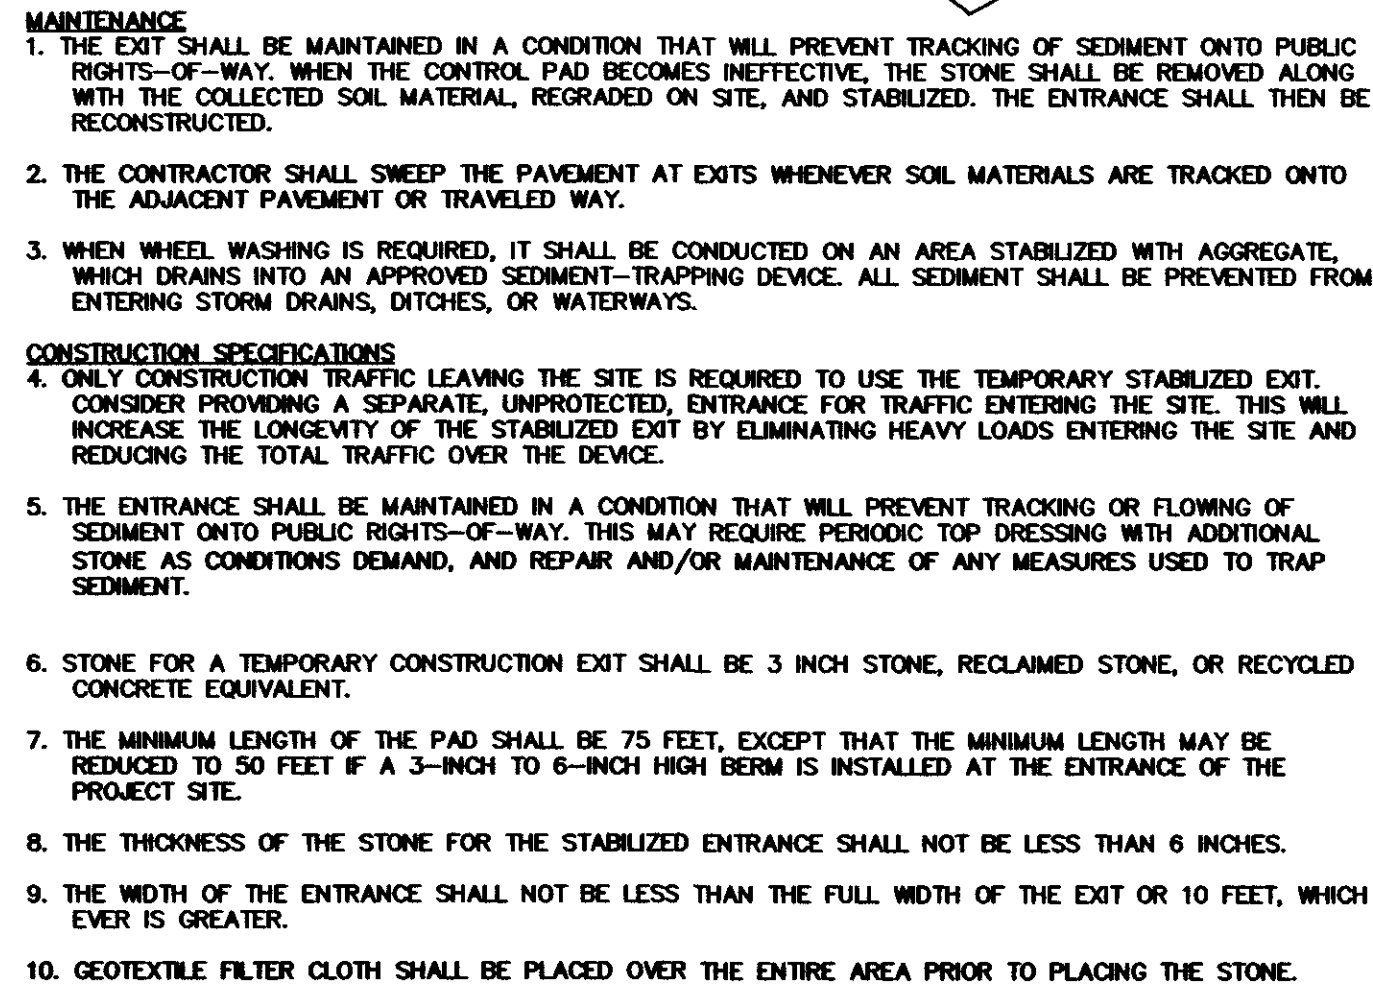 MAINTENANCE
1. THE EXIT SHALL BE MAINTAINED IN A CONDITION THAT WILL PREVENT TRACKING OF SEDIMENT ONTO PUBLIC
RIGHTS-OF-WAY. WHEN THE CONTROL PAD BECOMES INEFFECTIVE, THE STONE SHALL BE REMOVED ALONG
WITH THE COLLECTED SOIL MATERIAL, REGRADED ON SITE, AND STABILIZED. THE ENTRANCE SHALL THEN BE
RECONSTRUCTED.
2. THE CONTRACTOR SHALL SWEEP THE PAVEMENT AT EXITS WHENEVER SOIL MATERIALS ARE TRACKED ONTO
THE ADJACENT PAVEMENT OR TRAVELED WAY.
3. WHEN WHEEL WASHING IS REQUIRED, IT SHALL BE CONDUCTED ON AN AREA STABILIZED WITH AGGREGATE,
WHICH DRAINS INTO AN APPROVED SEDIMENT-TRAPPING DEVICE. ALL SEDIMENT SHALL BE PREVENTED FROM
ENTERING STORM DRAINS, DITCHES, OR WATERWAYS.
CONSTRUCTION SPECIFICATIONS
4. ONLY CONSTRUCTION TRAFFIC LEAVING THE SITE IS REQUIRED TO USE THE TEMPORARY STABILIZED EXIT.
CONSIDER PROVIDING A SEPARATE, UNPROTECTED, ENTRANCE FOR TRAFFIC ENTERING THE SITE. THIS WILL
INCREASE THE LONGEVITY OF THE STABILIZED EXIT BY ELIMINATING HEAVY LOADS ENTERING THE SITE AND
REDUCING THE TOTAL TRAFFIC OVER THE DEVICE.
5. THE ENTRANCE SHALL BE MAINTAINED IN A CONDITION THAT WILL PREVENT TRACKING OR FLOWING OF
SEDIMENT ONTO PUBLIC RIGHTS-OF-WAY. THIS MAY REQUIRE PERIODIC TOP DRESSING WITH ADDITIONAL
STONE AS CONDITIONS DEMAND, AND REPAIR AND/OR MAINTENANCE OF ANY MEASURES USED TO TRAP
SEDIMENT.
6. STONE FOR A TEMPORARY CONSTRUCTION EXIT SHALL BE 3 INCH STONE, RECLAIMED STONE, OR RECYCLED
CONCRETE EQUIVALENT.
7. THE MINIMUM LENGTH OF THE PAD SHALL BE 75 FEET, EXCEPT THAT THE MINIMUM LENGTH MAY BE
REDUCED TO 50 FEET IF A 3-INCH TO 6-INCH HIGH BERM IS INSTALLED AT THE ENTRANCE OF THE
PROJECT SITE.
8. THE THICKNESS OF THE STONE FOR THE STABILIZED ENTRANCE SHALL NOT BE LESS THAN 6 INCHES.
9. THE WIDTH OF THE ENTRANCE SHALL NOT BE LESS THAN THE FULL WIDTH OF THE EXIT OR 10 FEET, WHICH
EVER IS GREATER.
10. GEOTEXTILE FILTER CLOTH SHALL BE PLACED OVER THE ENTIRE AREA PRIOR TO PLACING THE STONE.